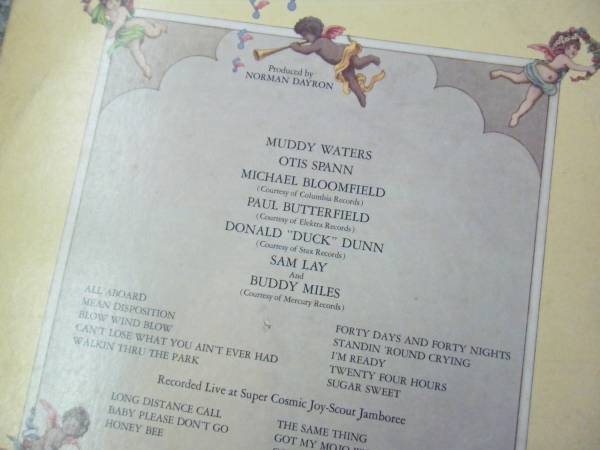 Produced by
NORMAN DAYRON
MUDDY WATERS
OTIS SPANN
MICHAEL BLOOMFIELD
(Courtesy of Columbia Records)
PAUL BUTTERFIELD
(Courtesy of Elektra Records)
DONALD "DUCK" DUNN
(Courtesy of Stax Records)
SAM LAY
And
BUDDY MILES
(Courtesy of Mercury Records)
ALL ABOARD
MEAN DISPOSITION
BLOW WIND BLOW
CAN'T LOSE WHAT YOU AIN'T EVER HAD
WALKIN THRU THE PARK
FORTY DAYS AND FORTY NIGHTS
STANDIN 'ROUND CRYING
I'M READY
TWENTY FOUR HOURS
SUGAR SWEET
Recorded Live at Super Cosmic Joy-Scout Jamboree
LONG DISTANCE CALL
BABY PLEASE DON'T GO
HONEY BEE
THE SAME THING
GOT MY MOJO